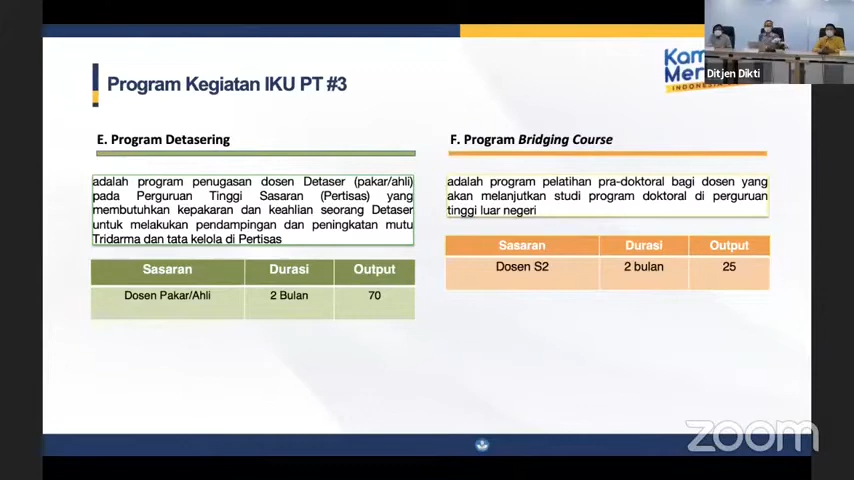 Program Kegiatan IKU PT #3
Kam
Mer
INDONESIA
Ditjen Dikti
E. Program Detasering
adalah program penugasan dosen Detaser (pakar/ahli)
pada Perguruan Tinggi Sasaran (Pertisas) yang
membutuhkan kepakaran dan keahlian seorang Detaser
untuk melakukan pendampingan dan peningkatan mutu
Tridarma dan tata kelola di Pertisas
Sasaran Durasi Output
Dosen Pakar/Ahli 2 Bulan 70
F. Program Bridging Course
adalah program pelatihan pra-doktoral bagi dosen yang
akan melanjutkan studi program doktoral di perguruan
tinggi luar negeri
Sasaran Durasi Output
Dosen S2 2 bulan 25
zoom